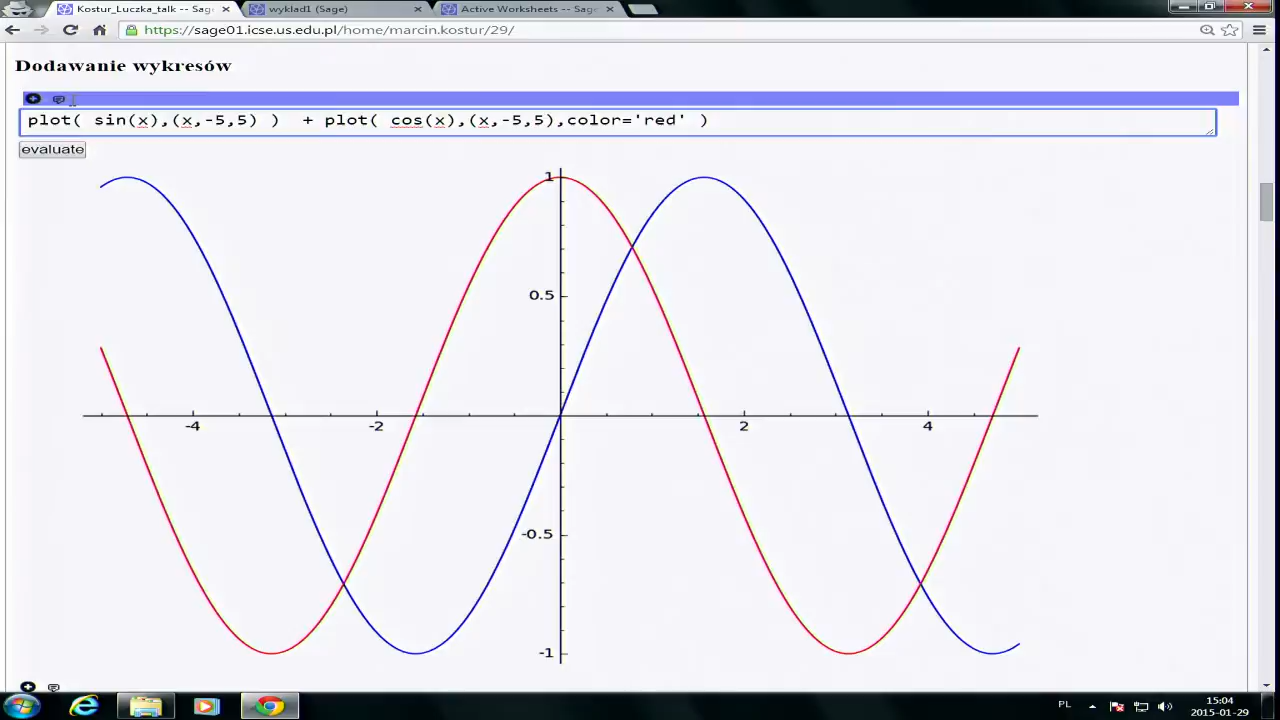 Kostur_Luczka_talk -- Sag
wyklad1 (Sage)
Active Worksheets -- Sage
https://sage01.icse.us.edu.pl/home/marcin.kostur/29/
Dodawanie wykresów
plot( sin(x),(x,-5,5) ) + plot( cos(x),(x,-5,5),color='red' )
evaluate
1
0.5
-4 -2 2 4
-0.5
-1
PL
15:04
2015-01-29